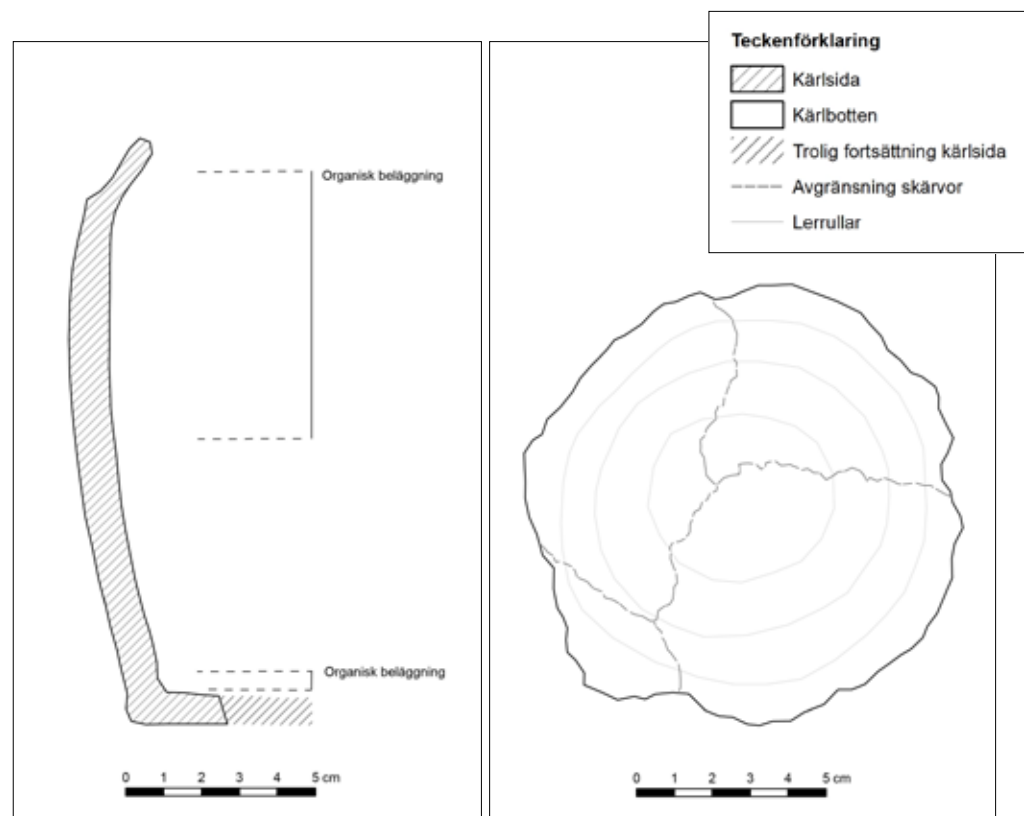 Teckenförklaring
Kärlsida
Kärlbotten
Trolig fortsättning kärlsida
Avgränsning skärvor
Lerrullar
Organisk beläggning
Organisk beläggning
0 1 2 3 4 5 cm
0 1 2 3 4 5 cm